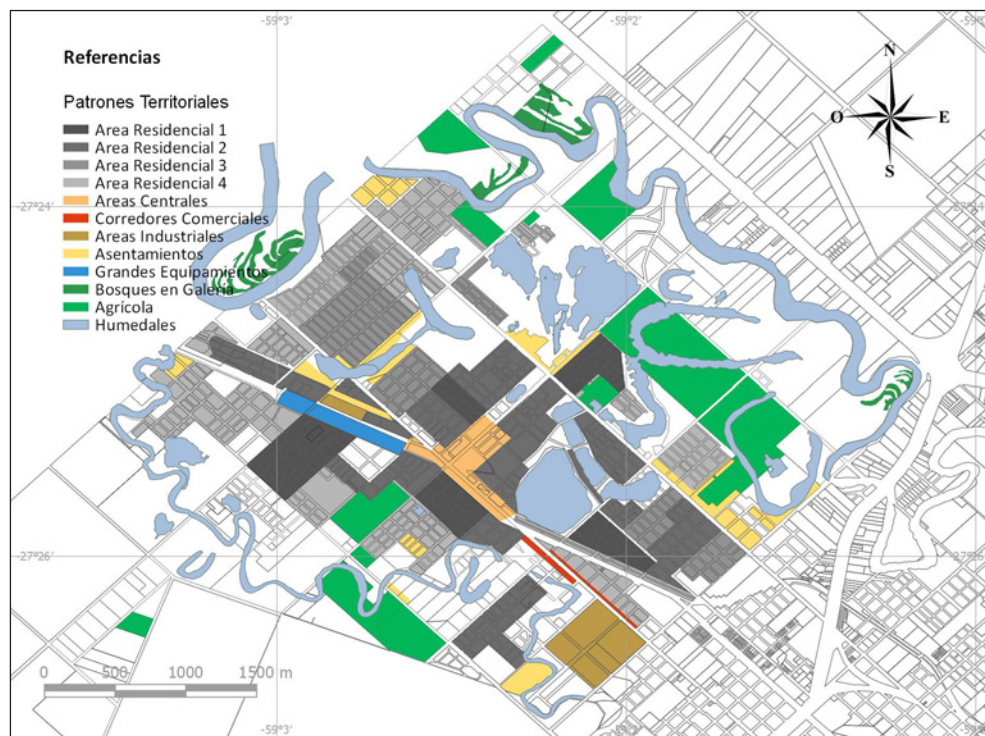 -59°3'
-59°2'
Referencias
N
O
E
S
Patrones Territoriales
Area Residencial 1
Area Residencial 2
Area Residencial 3
Area Residencial 4
Areas Centrales
Corredores Comerciales
Areas Industriales
Asentamientos
Grandes Equipamientos
Bosques en Galería
Agrícola
Humedales
-27°24'
-27°26'
0 500 1000 1500 m
-59°3'
-59°2'